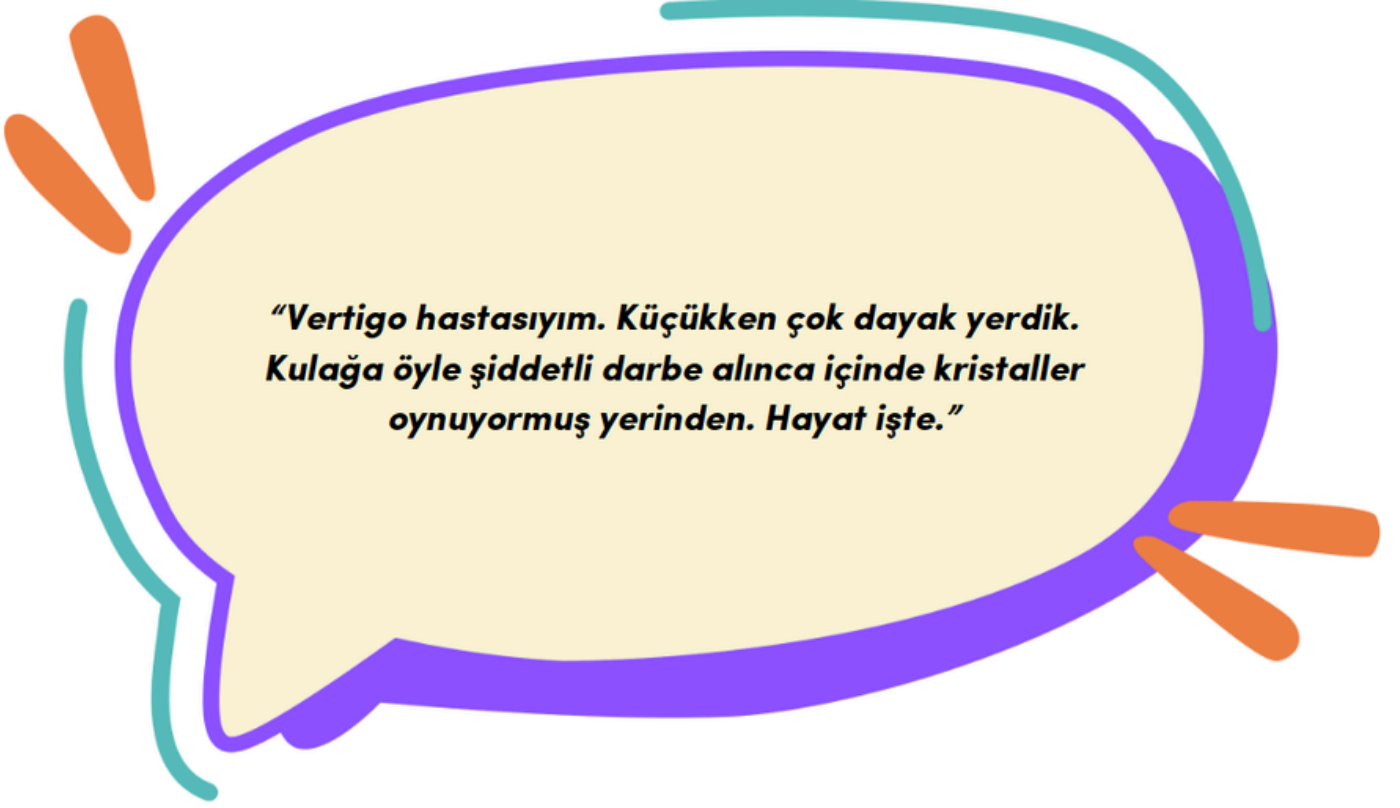 “Vertigo hastasıyım. Küçükken çok dayak yerdik.
Kulağa öyle şiddetli darbe alınca içinde kristaller
oynuyormuş yerinden. Hayat işte.”